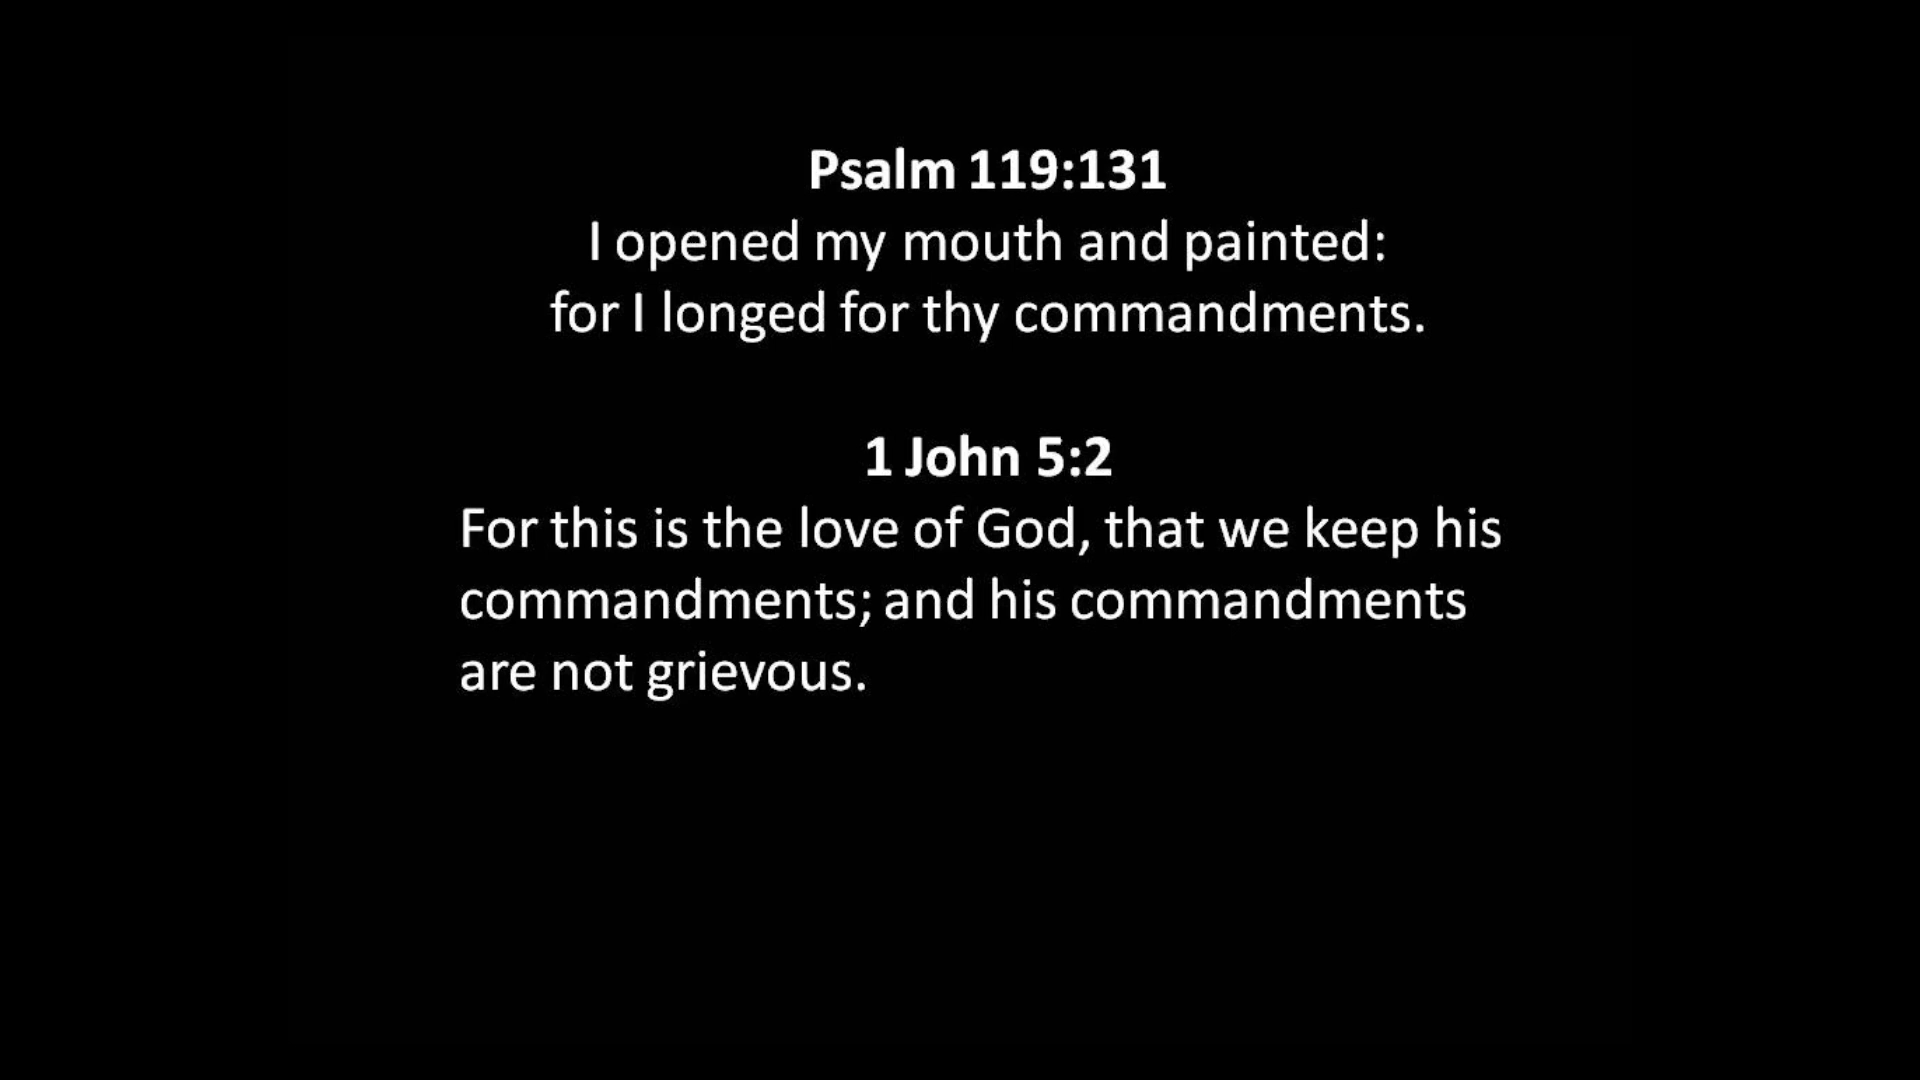 Psalm 119:131
I opened my mouth and painted:
for I longed for thy commandments.
1 John 5:2
For this is the love of God, that we keep his
commandments; and his commandments
are not grievous.